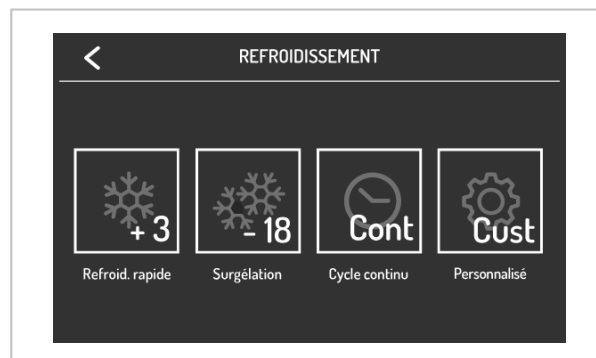 REFROIDISSEMENT
+ 3
- 18
Cont
Cust
Refroid. rapide
Surgélation
Cycle continu
Personnalisé